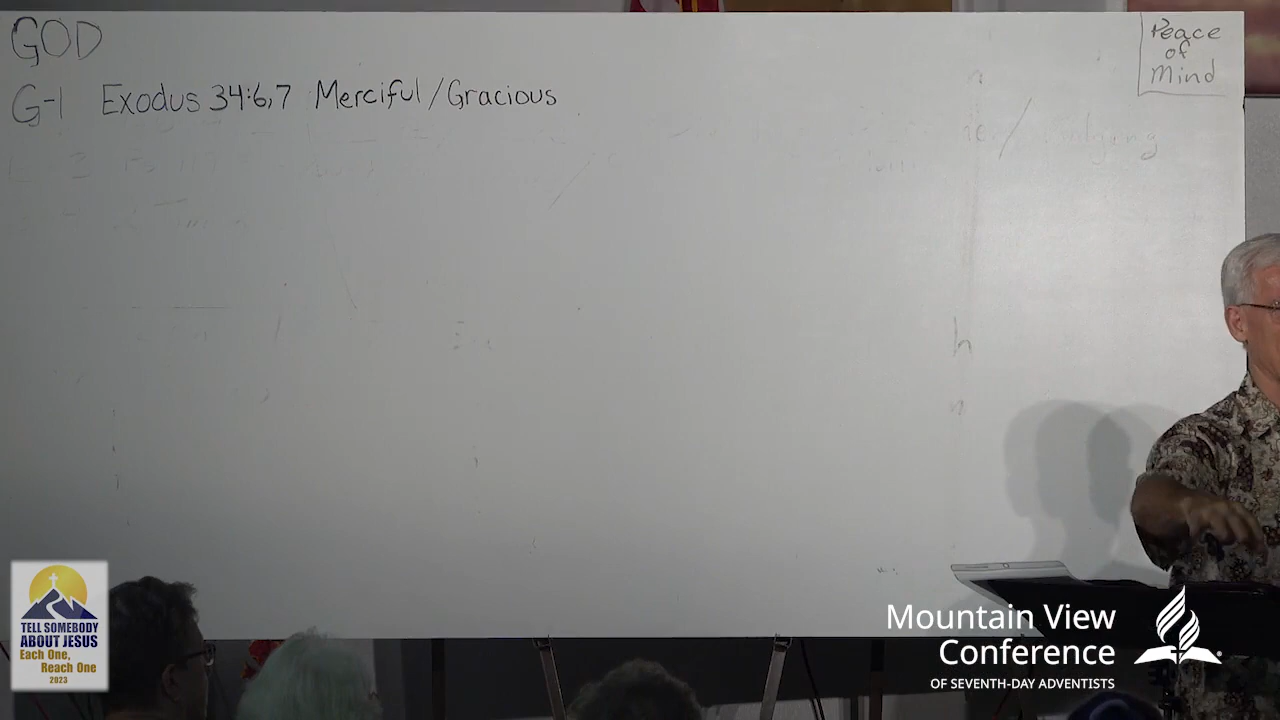 GOD
G-1 Exodus 34:6,7 Merciful/Gracious
Peace
of
Mind
h
n
TELL SOMEBODY
ABOUT JESUS
Each One,
Reach One
2023
Mountain View
Conference
OF SEVENTH-DAY ADVENTISTS